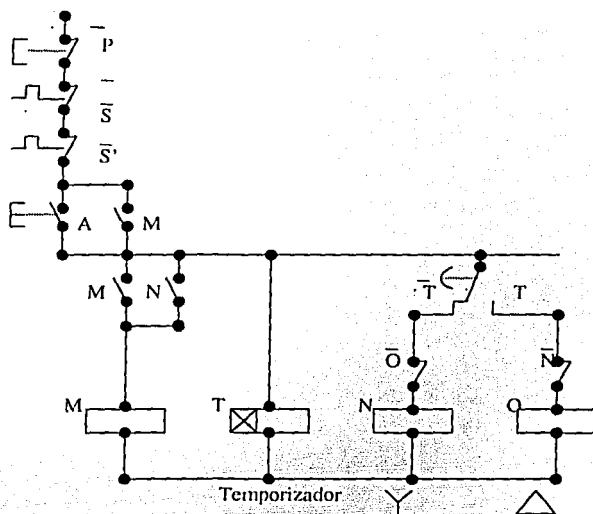 P̅
S̅
S̅'
A M
M N
T̅ T
O̅ N̅
M T N O
Temporizador